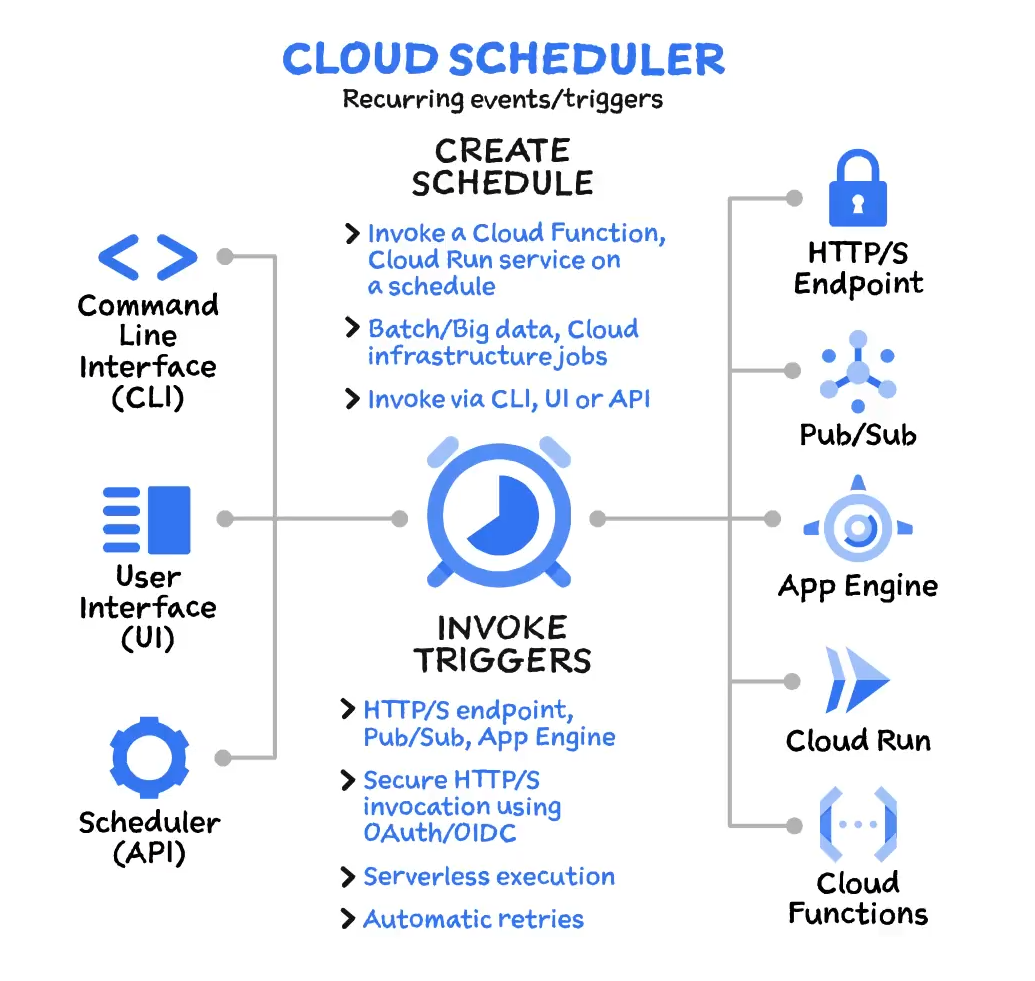 CLOUD SCHEDULER
Recurring events/triggers
Command
Line
Interface
(CLI)
User
Interface
(UI)
Scheduler
(API)
CREATE
SCHEDULE
Invoke a Cloud Function,
Cloud Run service on
a schedule
Batch/Big data, Cloud
infrastructure jobs
Invoke via CLI, UI or API
INVOKE
TRIGGERS
HTTP/S endpoint,
Pub/Sub, App Engine
Secure HTTP/S
invocation using
OAuth/OIDC
Serverless execution
Automatic retries
HTTP/S
Endpoint
Pub/Sub
App Engine
Cloud Run
Cloud
Functions